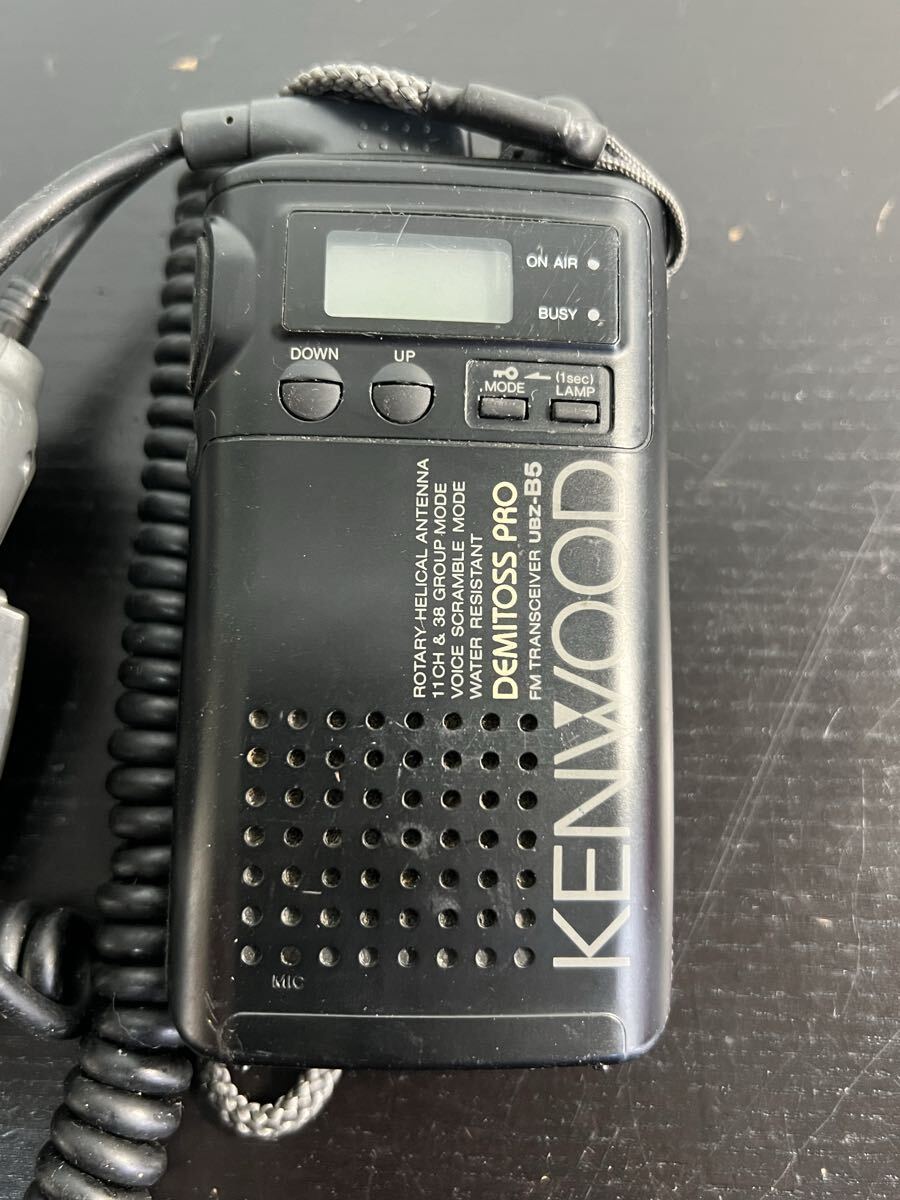 ON AIR
BUSY
DOWN
UP
MODE
(1sec)
LAMP
ROTARY HELICAL ANTENNA
11CH & 38 GROUP MODE
VOICE SCRAMBLE MODE
WATER RESISTANT
DEMITOSS PRO
FM TRANSCEIVER UBZ-B5
KENWOOD
MIC